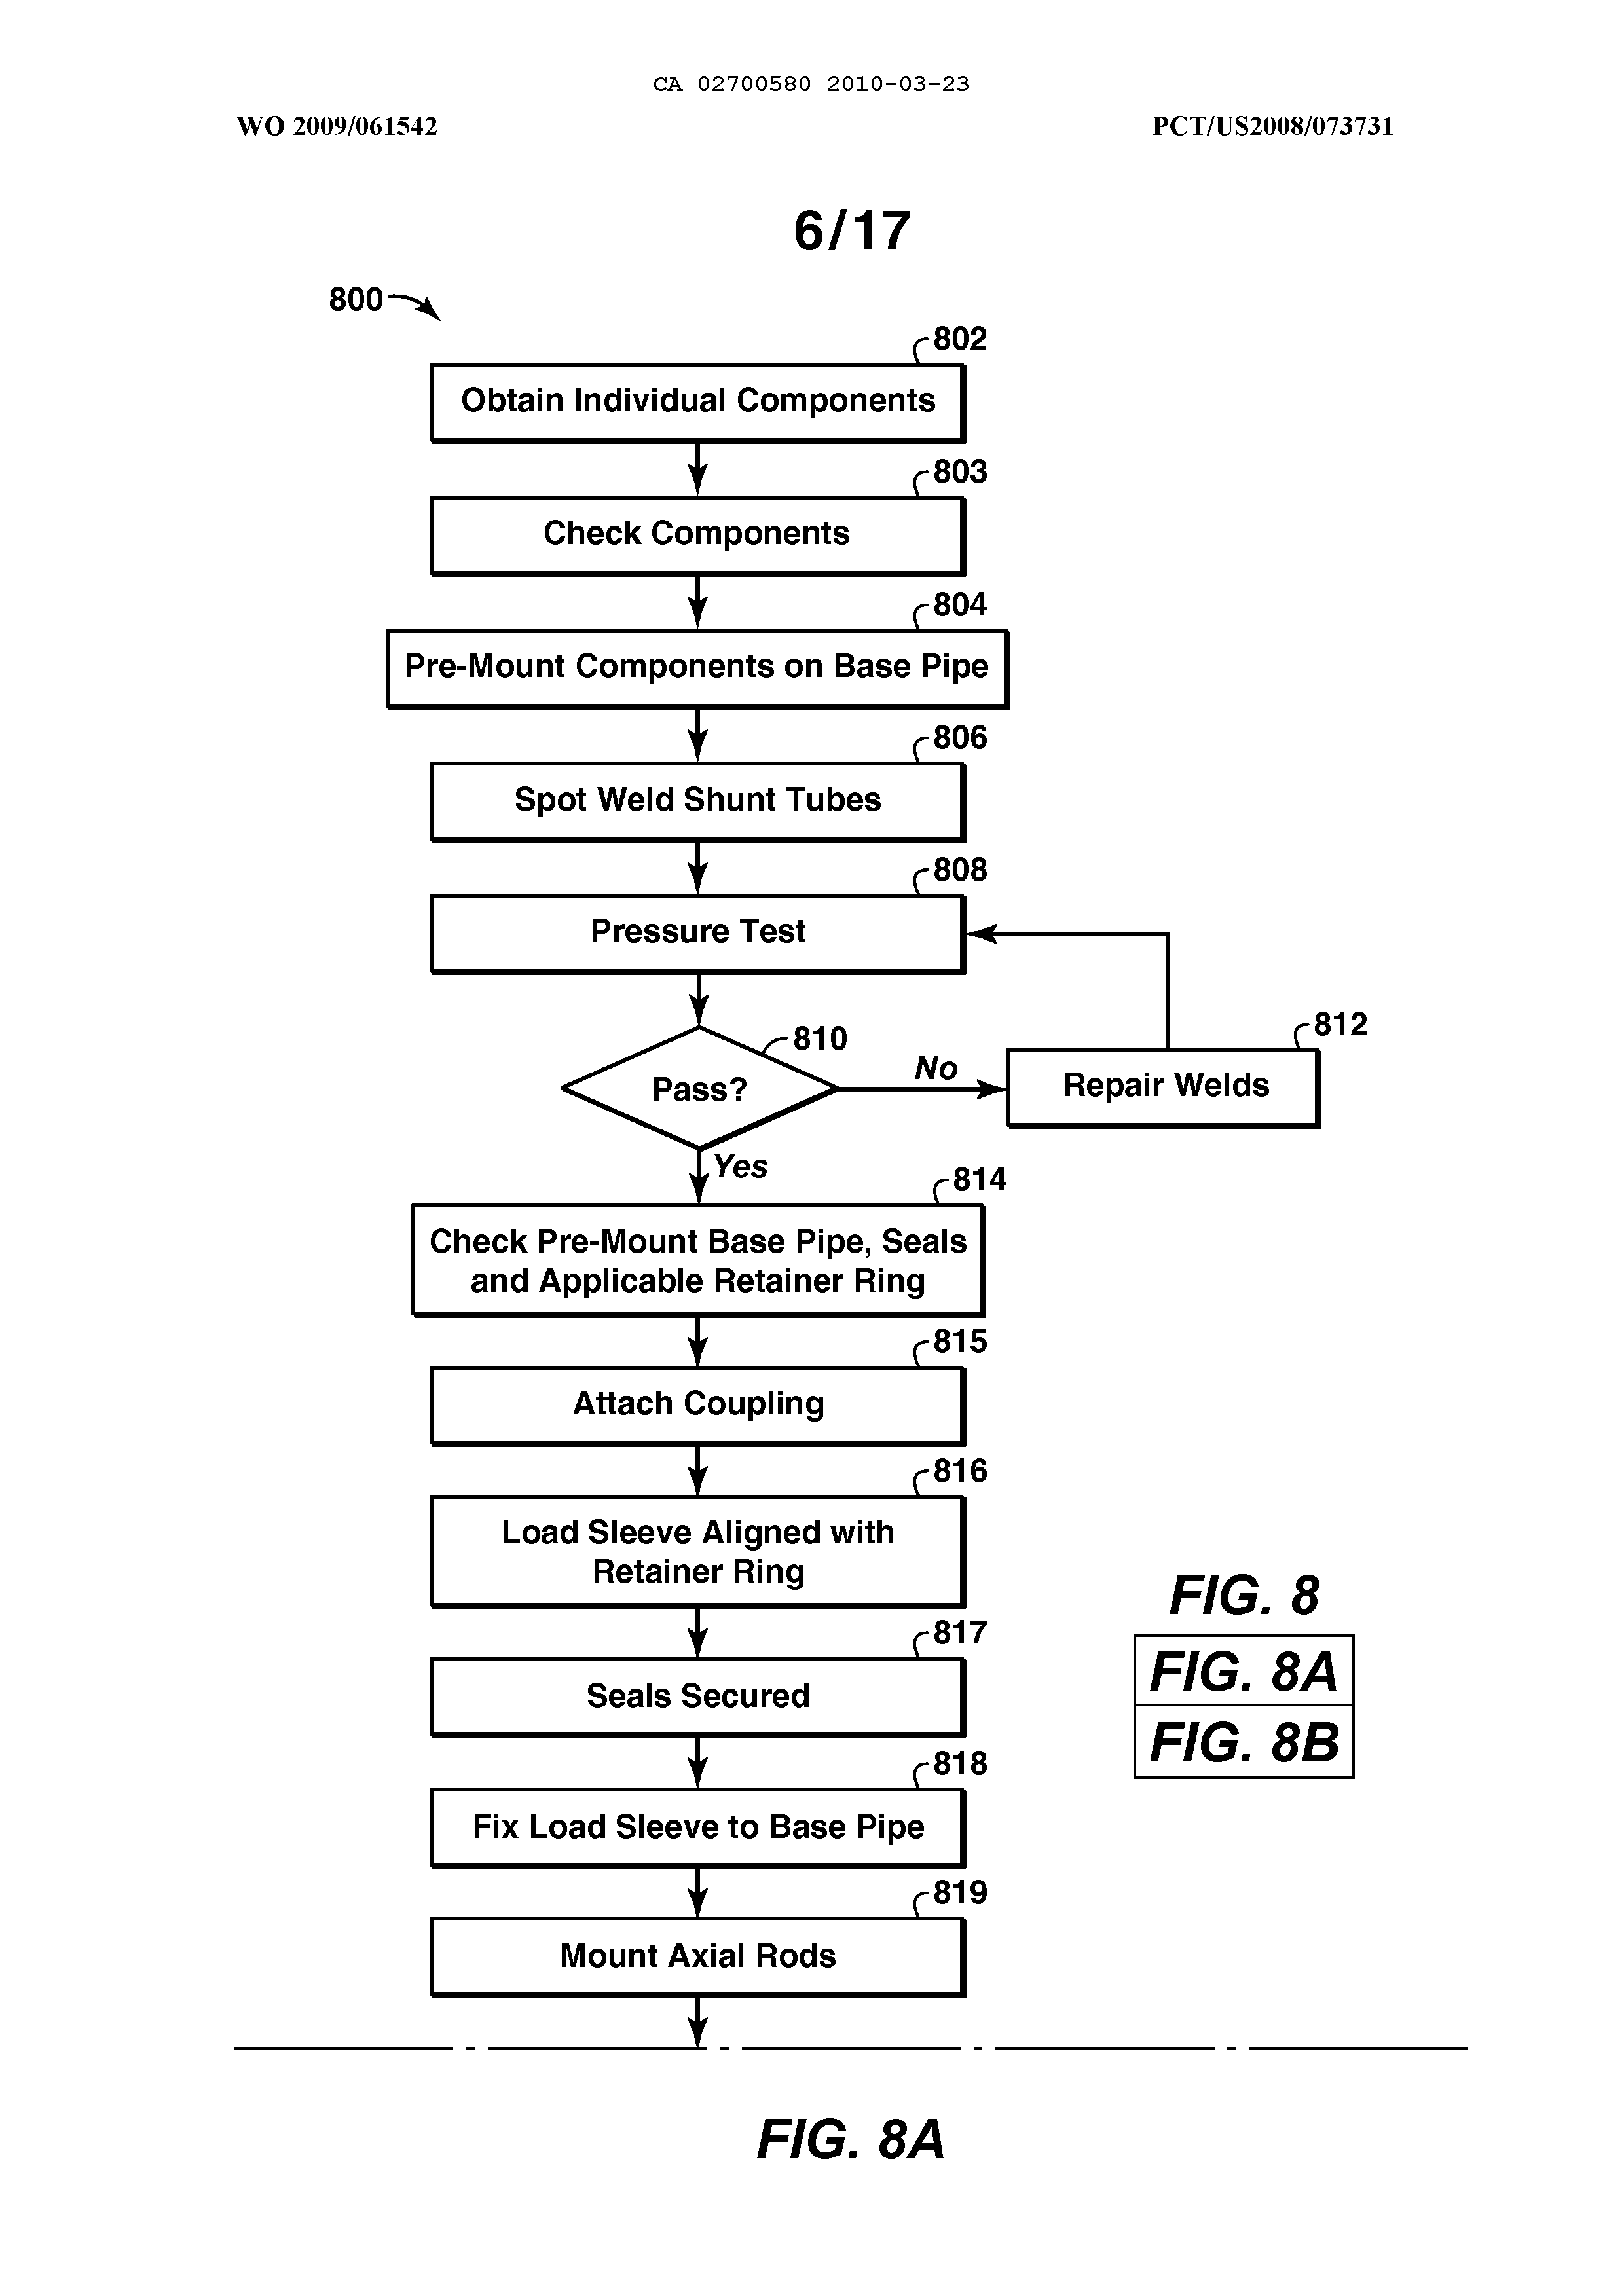 CA 02700580 2010-03-23
WO 2009/061542
PCT/US2008/073731
6/17
800
802
Obtain Individual Components
803
Check Components
804
Pre-Mount Components on Base Pipe
806
Spot Weld Shunt Tubes
808
Pressure Test
810
Pass?
No
812
Repair Welds
Yes
814
Check Pre-Mount Base Pipe, Seals
and Applicable Retainer Ring
815
Attach Coupling
816
Load Sleeve Aligned with
Retainer Ring
817
Seals Secured
818
Fix Load Sleeve to Base Pipe
819
Mount Axial Rods
FIG. 8
FIG. 8A
FIG. 8B
FIG. 8A